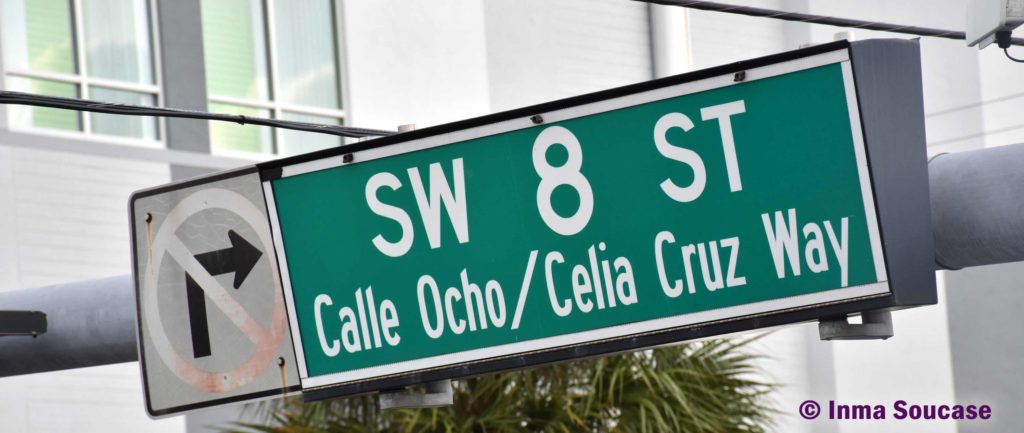 SW 8 ST
Calle Ocho/Celia Cruz Way
© Inma Soucase